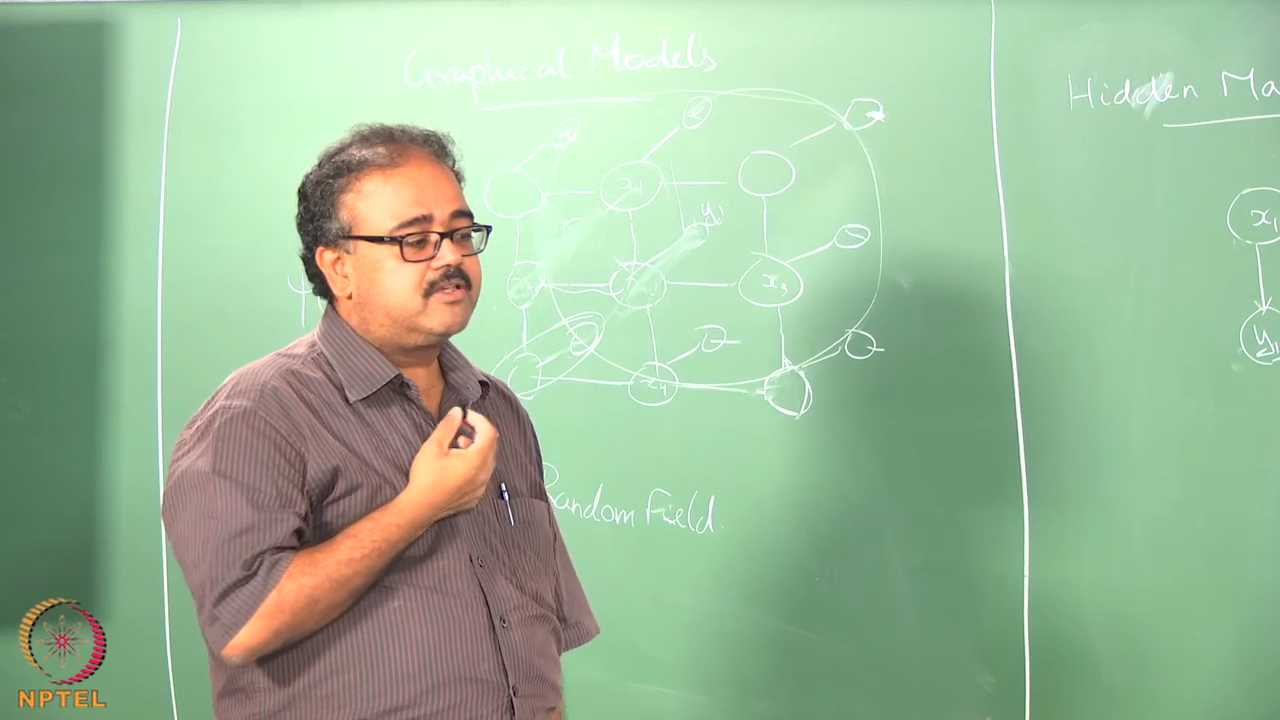 Graphical Models
x1
y1
x3
x4
Random Field.
Hidden Ma
x1
y1
NPTEL